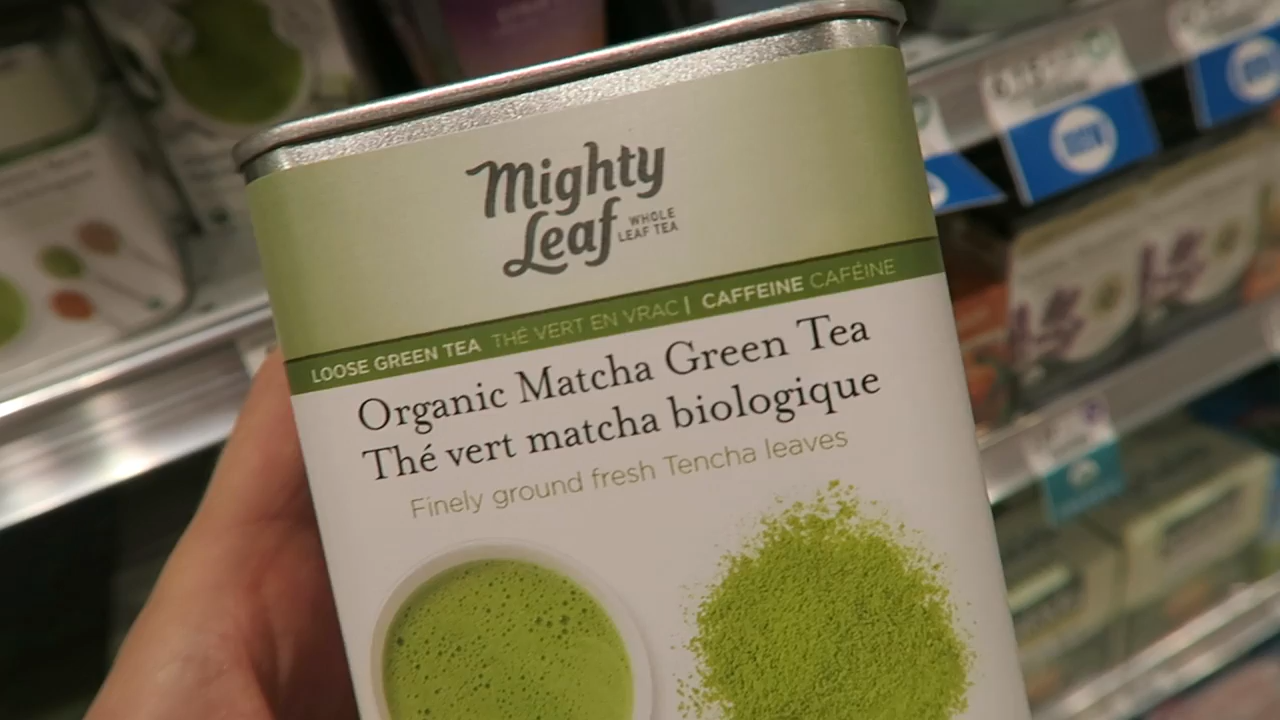 Mighty
Leaf
WHOLE
LEAF TEA
LOOSE GREEN TEA THÉ VERT EN VRAC | CAFFEINE CAFÉINE
Organic Matcha Green Tea
Thé vert matcha biologique
Finely ground fresh Tencha leaves